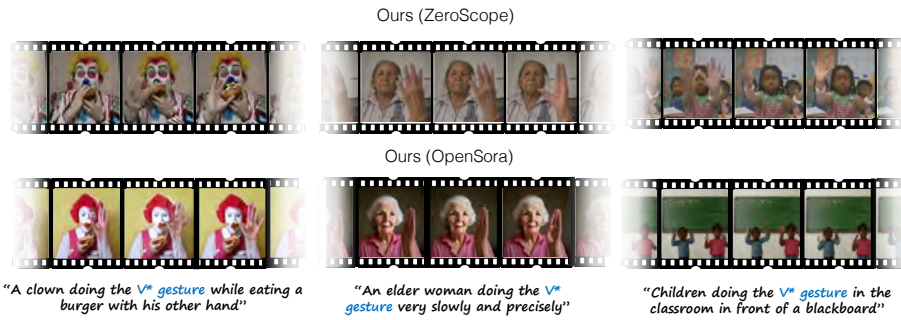 Ours (ZeroScope)
Ours (OpenSora)
“A clown doing the V* gesture while eating a
burger with his other hand”
“An elder woman doing the V*
gesture very slowly and precisely”
“Children doing the V* gesture in the
classroom in front of a blackboard”